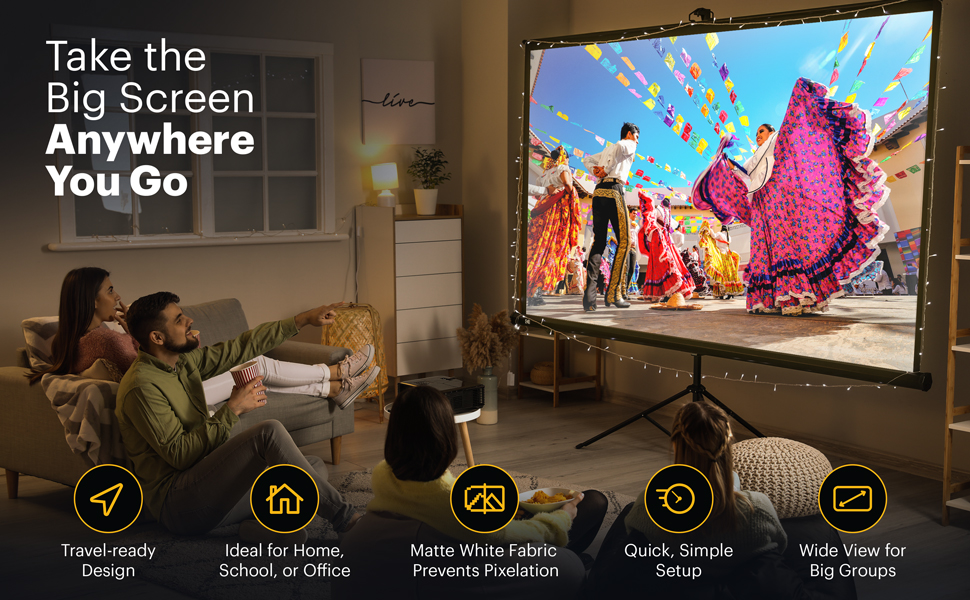 Take the
Big Screen
Anywhere
You Go
live
Travel-ready
Design
Ideal for Home,
School, or Office
Matte White Fabric
Prevents Pixelation
Quick, Simple
Setup
Wide View for
Big Groups